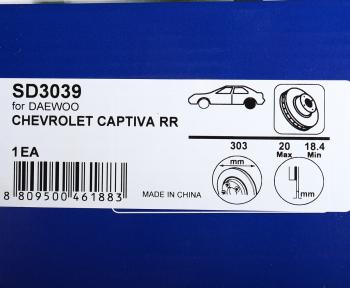 SD3039
for DAEWOO
CHEVROLET CAPTIVA RR
1EA
303
20 Max
18.4 Min
mm
mm
MADE IN CHINA
8 809500 461883